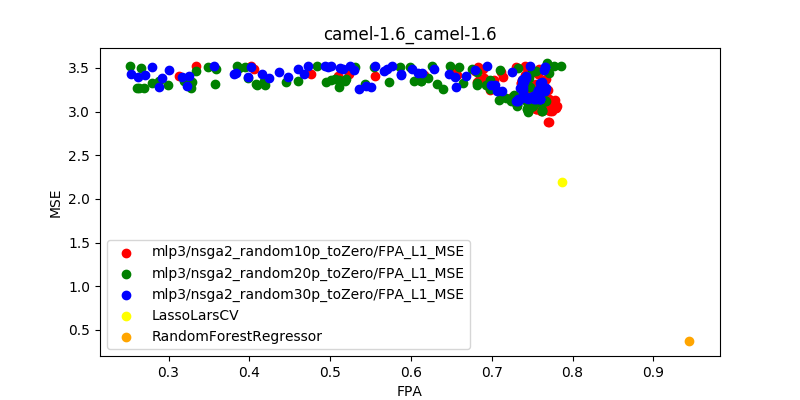 camel-1.6_camel-1.6
MSE
3.5
3.0
2.5
2.0
1.5
1.0
0.5
mlp3/nsga2_random10p_toZero/FPA_L1_MSE
mlp3/nsga2_random20p_toZero/FPA_L1_MSE
mlp3/nsga2_random30p_toZero/FPA_L1_MSE
LassoLarsCV
RandomForestRegressor
0.3 0.4 0.5 0.6 0.7 0.8 0.9
FPA